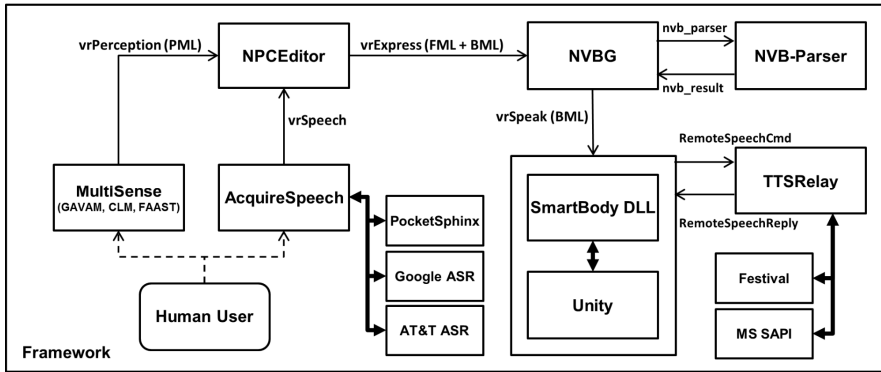 vrPerception (PML)
NPCEditor
vrExpress (FML + BML)
NVBG
nvb_parser
nvb_result
NVB-Parser
vrSpeech
vrSpeak (BML)
MultISense
(GAVAM, CLM, FAAST)
AcquireSpeech
PocketSphinx
Google ASR
AT&T ASR
Human User
SmartBody DLL
Unity
RemoteSpeechCmd
RemoteSpeechReply
TTSRelay
Festival
MS SAPI
Framework